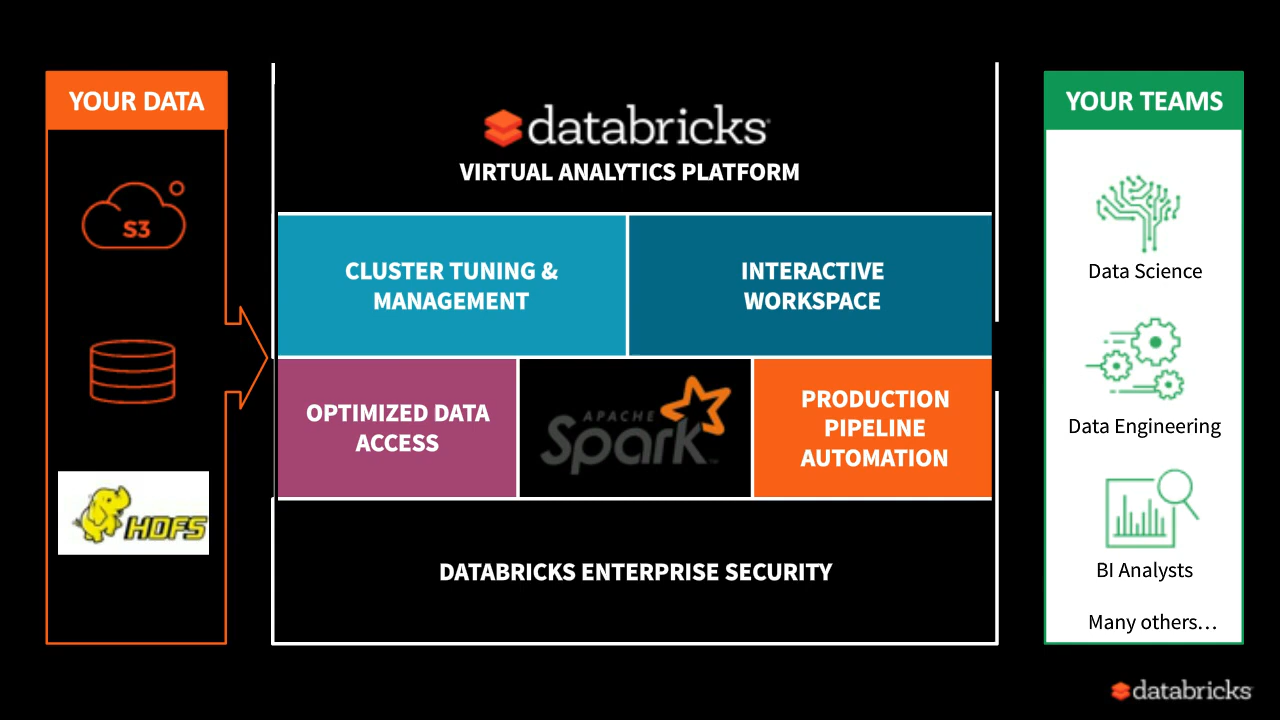 YOUR DATA
S3
HDFS
databricks
VIRTUAL ANALYTICS PLATFORM
CLUSTER TUNING &
MANAGEMENT
INTERACTIVE
WORKSPACE
OPTIMIZED DATA
ACCESS
APACHE
Spark™
PRODUCTION
PIPELINE
AUTOMATION
DATABRICKS ENTERPRISE SECURITY
YOUR TEAMS
Data Science
Data Engineering
BI Analysts
Many others...
databricks